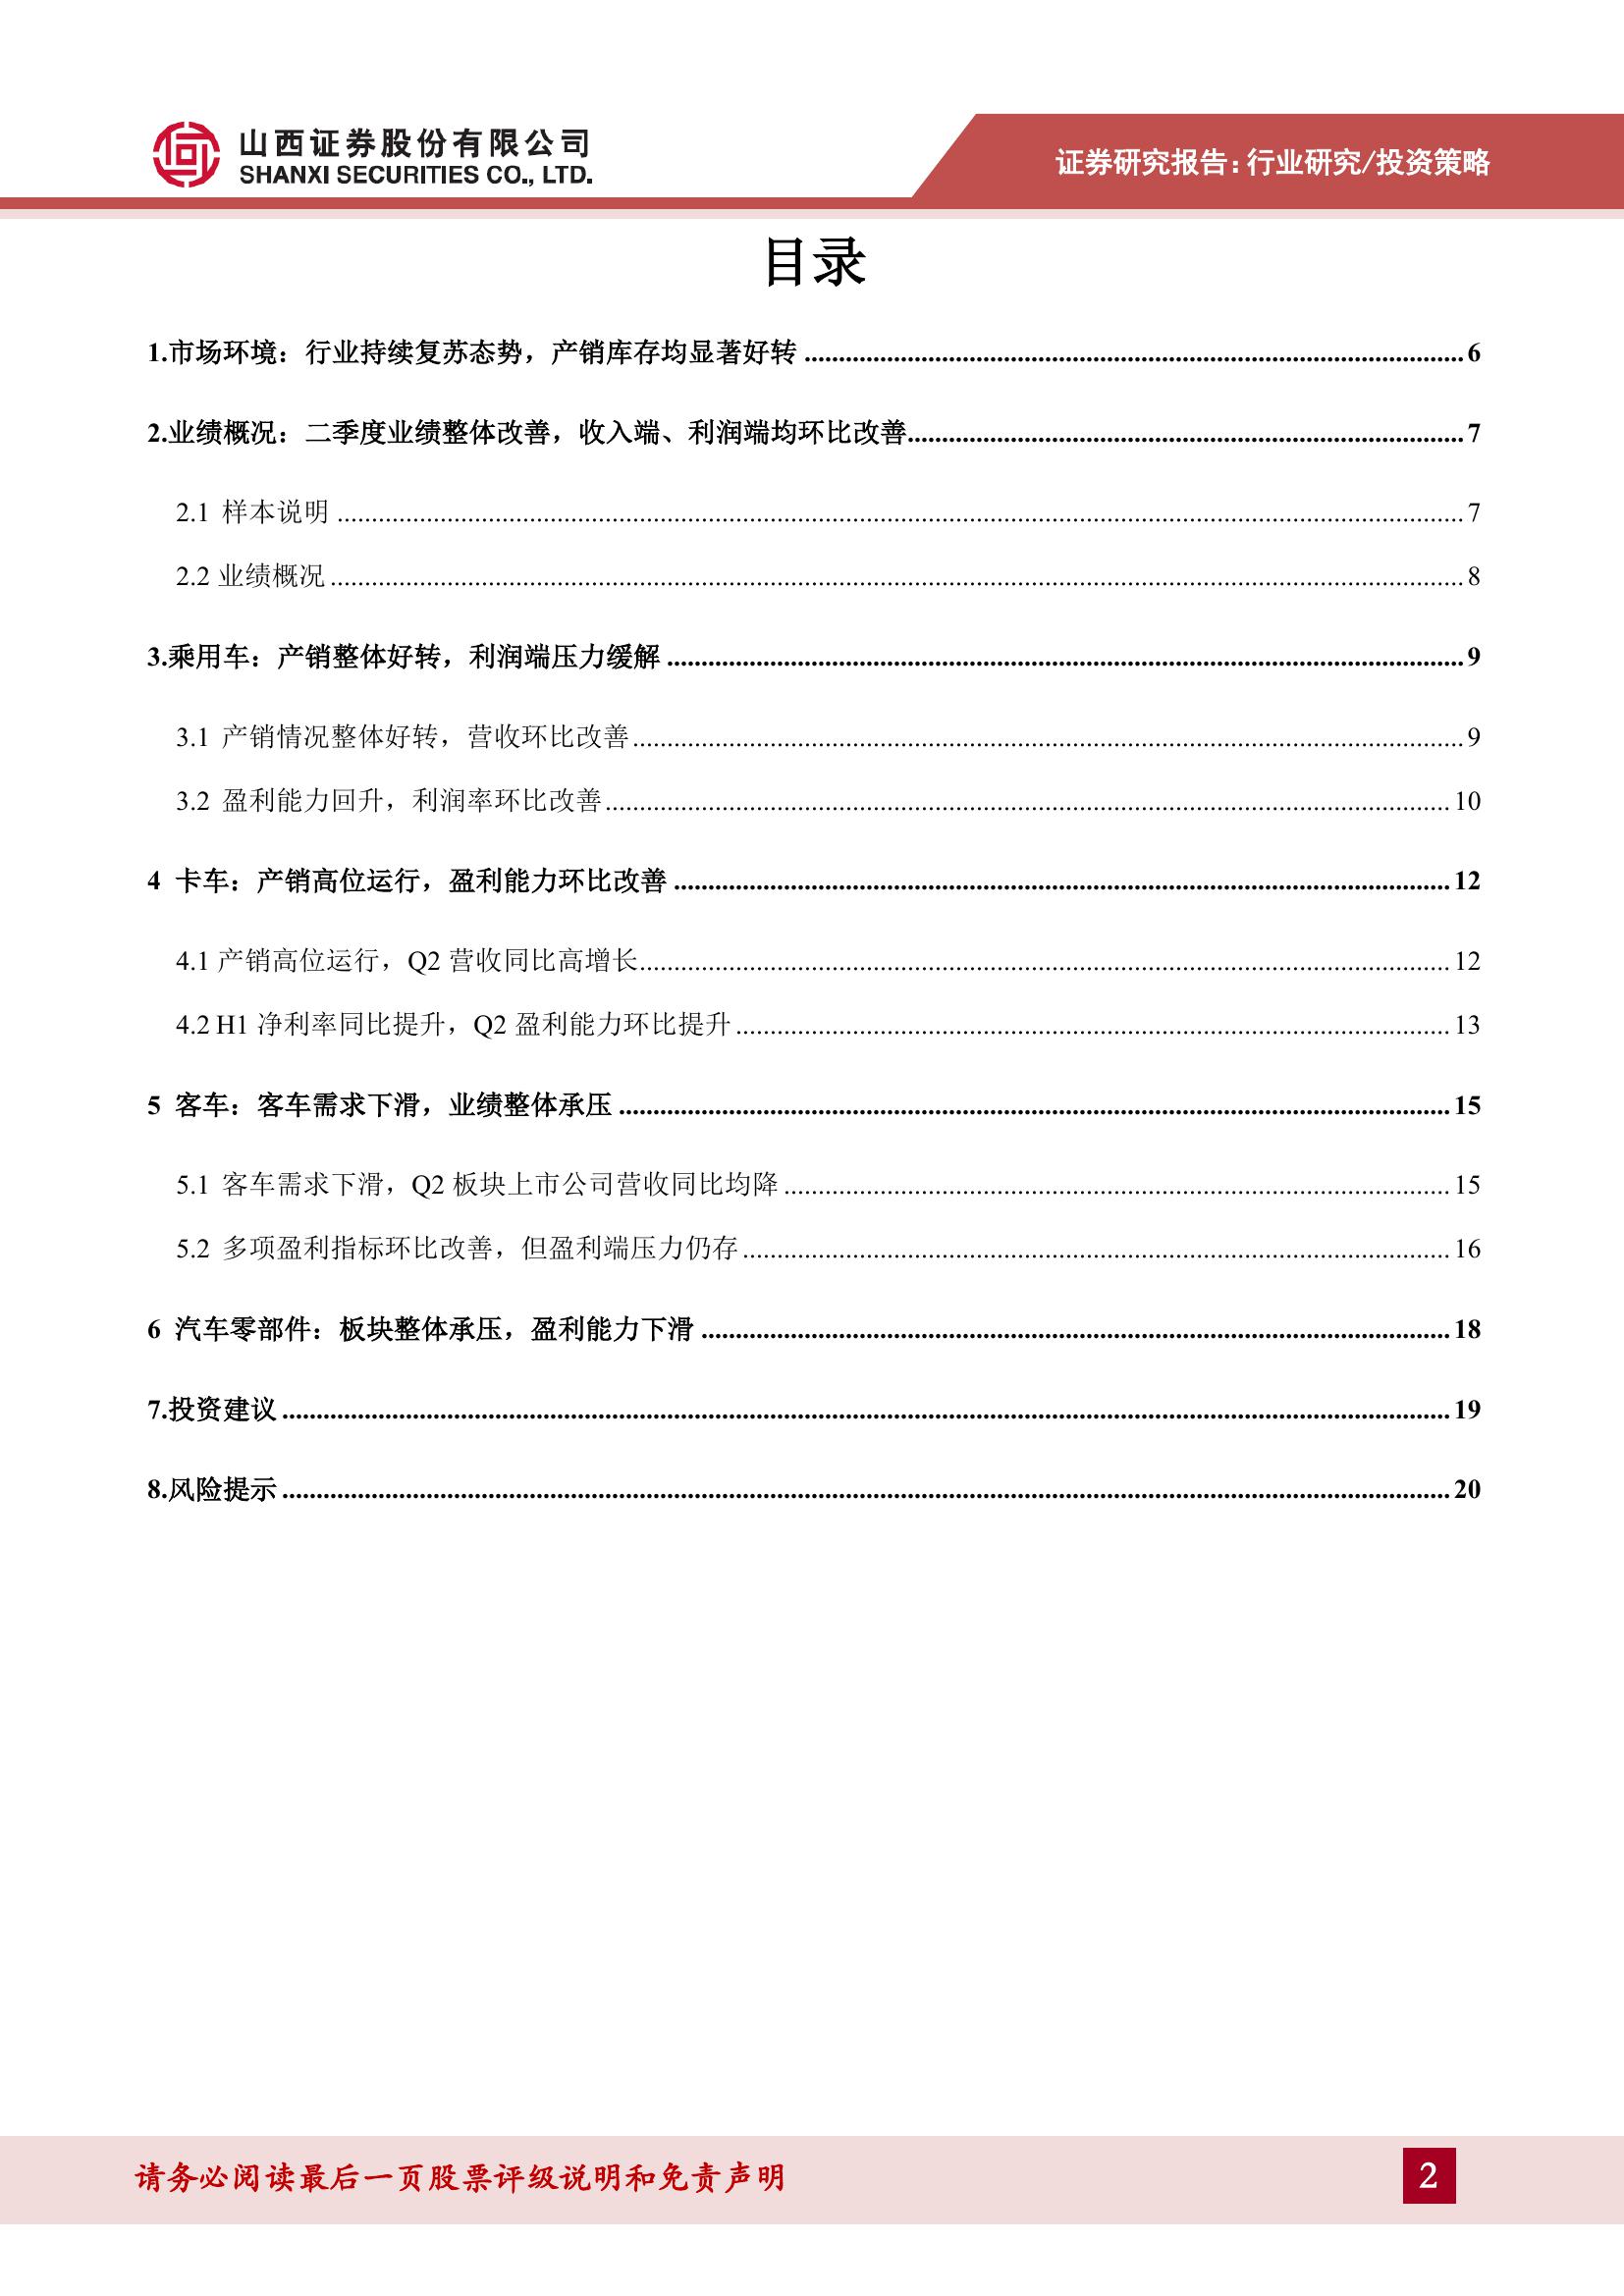 山西证券股份有限公司
SHANXI SECURITIES CO., LTD.
证券研究报告：行业研究/投资策略
目录
1.市场环境：行业持续复苏态势，产销库存均显著好转 6
2.业绩概况：二季度业绩整体改善，收入端、利润端均环比改善 7
2.1 样本说明 7
2.2 业绩概况 8
3.乘用车：产销整体好转，利润端压力缓解 9
3.1 产销情况整体好转，营收环比改善 9
3.2 盈利能力回升，利润率环比改善 10
4 卡车：产销高位运行，盈利能力环比改善 12
4.1 产销高位运行，Q2 营收同比高增长 12
4.2 H1 净利率同比提升，Q2 盈利能力环比提升 13
5 客车：客车需求下滑，业绩整体承压 15
5.1 客车需求下滑，Q2 板块上市公司营收同比均降 15
5.2 多项盈利指标环比改善，但盈利端压力仍存 16
6 汽车零部件：板块整体承压，盈利能力下滑 18
7.投资建议 19
8.风险提示 20
请务必阅读最后一页股票评级说明和免责声明
2